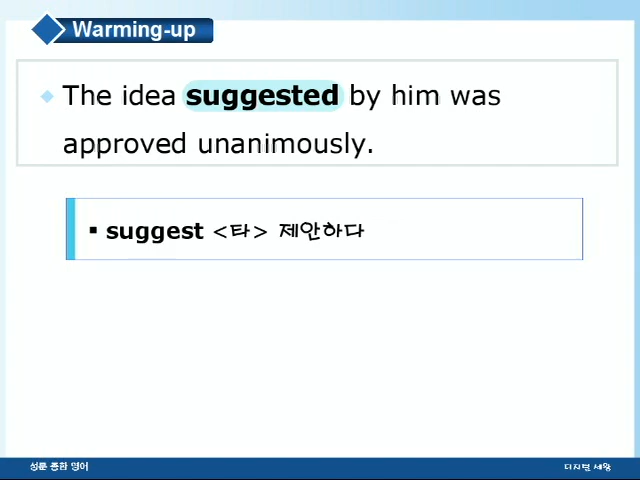 Warming-up
The idea suggested by him was
approved unanimously.
▪ suggest <타> 제안하다
성문 종합 영어
디지털 세왕